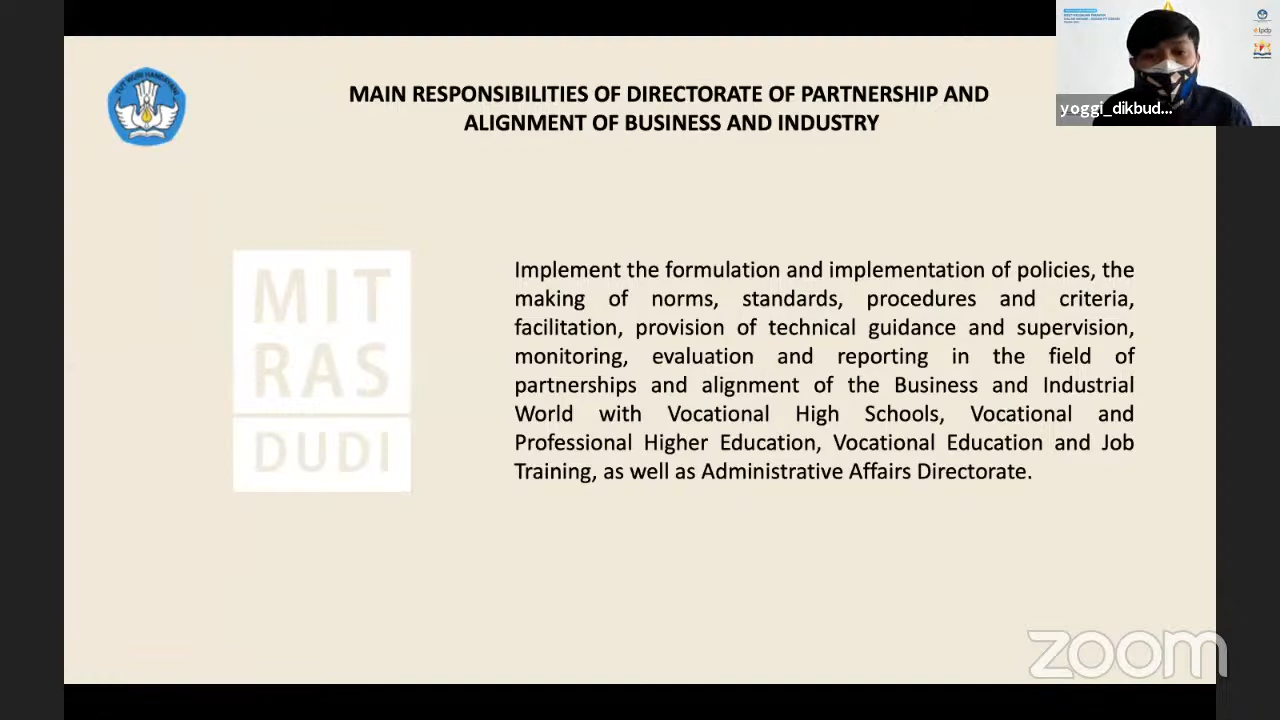 MAIN RESPONSIBILITIES OF DIRECTORATE OF PARTNERSHIP AND
ALIGNMENT OF BUSINESS AND INDUSTRY
TUT WURI HANDAYANI
lpdp
yoggi_dikbud...
MIT
RAS
DUDI
Implement the formulation and implementation of policies, the
making of norms, standards, procedures and criteria,
facilitation, provision of technical guidance and supervision,
monitoring, evaluation and reporting in the field of
partnerships and alignment of the Business and Industrial
World with Vocational High Schools, Vocational and
Professional Higher Education, Vocational Education and Job
Training, as well as Administrative Affairs Directorate.
zoom